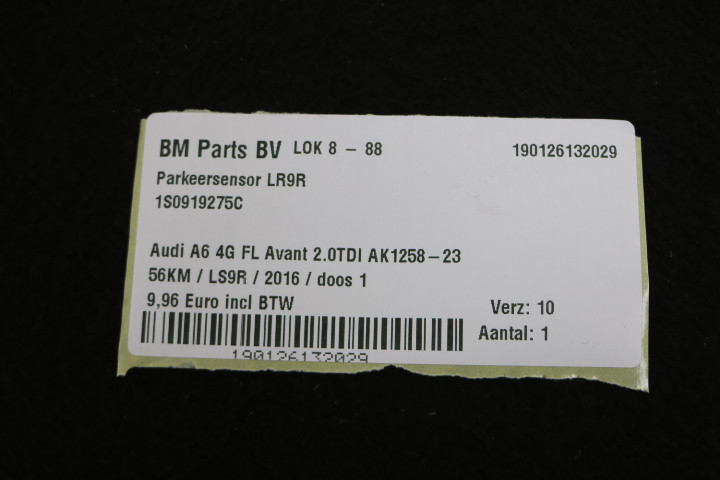 BM Parts BV LOK 8 - 88 190126132029
Parkeersensor LR9R
1S0919275C
Audi A6 4G FL Avant 2.0TDI AK1258-23
56KM / LS9R / 2016 / doos 1
9,96 Euro incl BTW
Verz: 10
Aantal: 1
190126132029